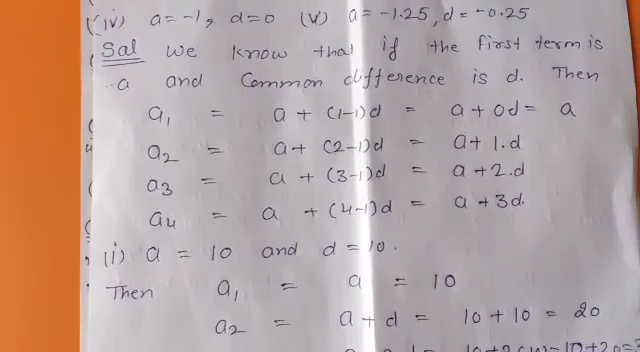 (iv) a = -1, d = 0 (v) a = -1.25, d = -0.25
Sol we know that if the first term is
a and Common difference is d. Then
a₁ = a + (1-1)d = a + 0d = a
a₂ = a + (2-1)d = a + 1.d
a₃ = a + (3-1)d = a + 2.d
a₄ = a + (4-1)d = a + 3d.
(i) a = 10 and d = 10.
Then a₁ = a = 10
a₂ = a + d = 10 + 10 = 20